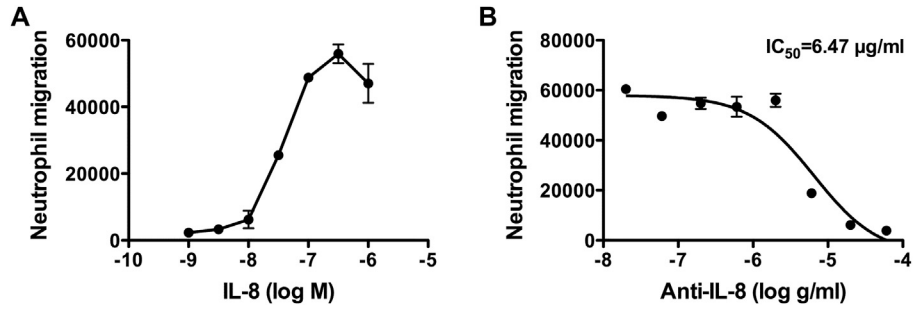 A
Neutrophil migration
60000
40000
20000
0
-10 -9 -8 -7 -6 -5
IL-8 (log M)
B
IC50=6.47 µg/ml
Neutrophil migration
80000
60000
40000
20000
0
-8 -7 -6 -5 -4
Anti-IL-8 (log g/ml)